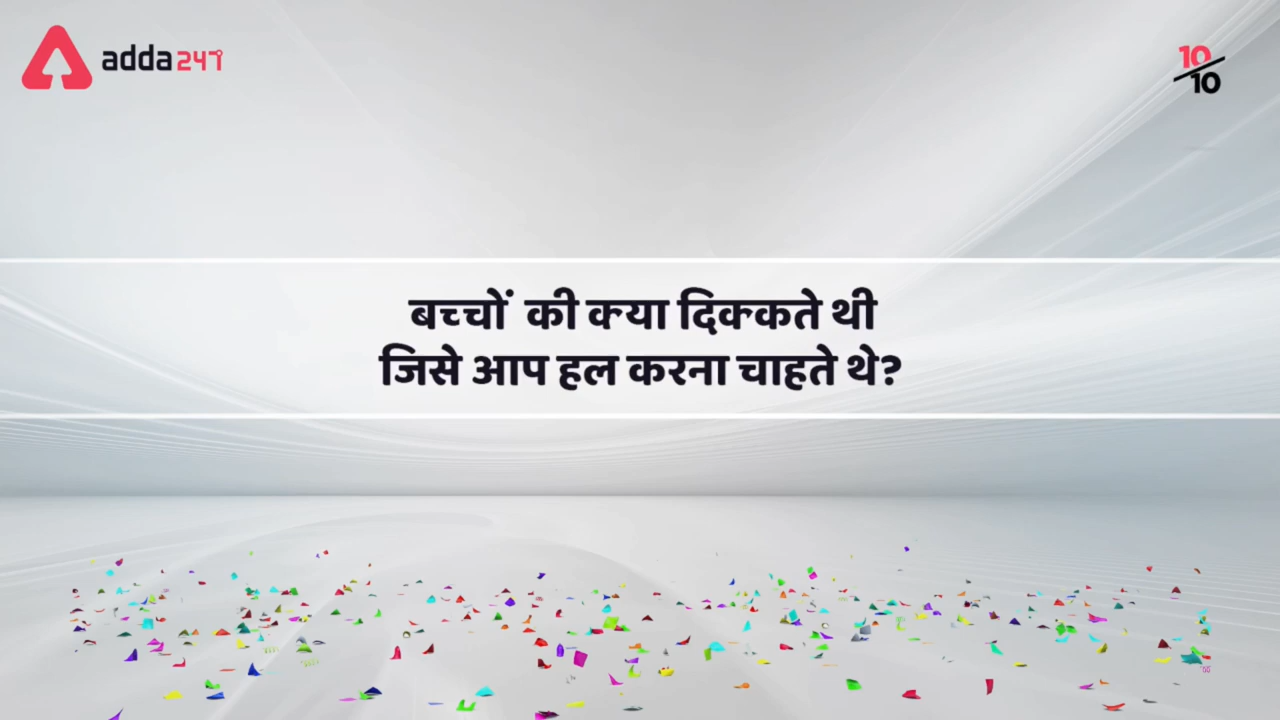 adda247
10
10
बच्चों की क्या दिक्कते थी
जिसे आप हल करना चाहते थे?